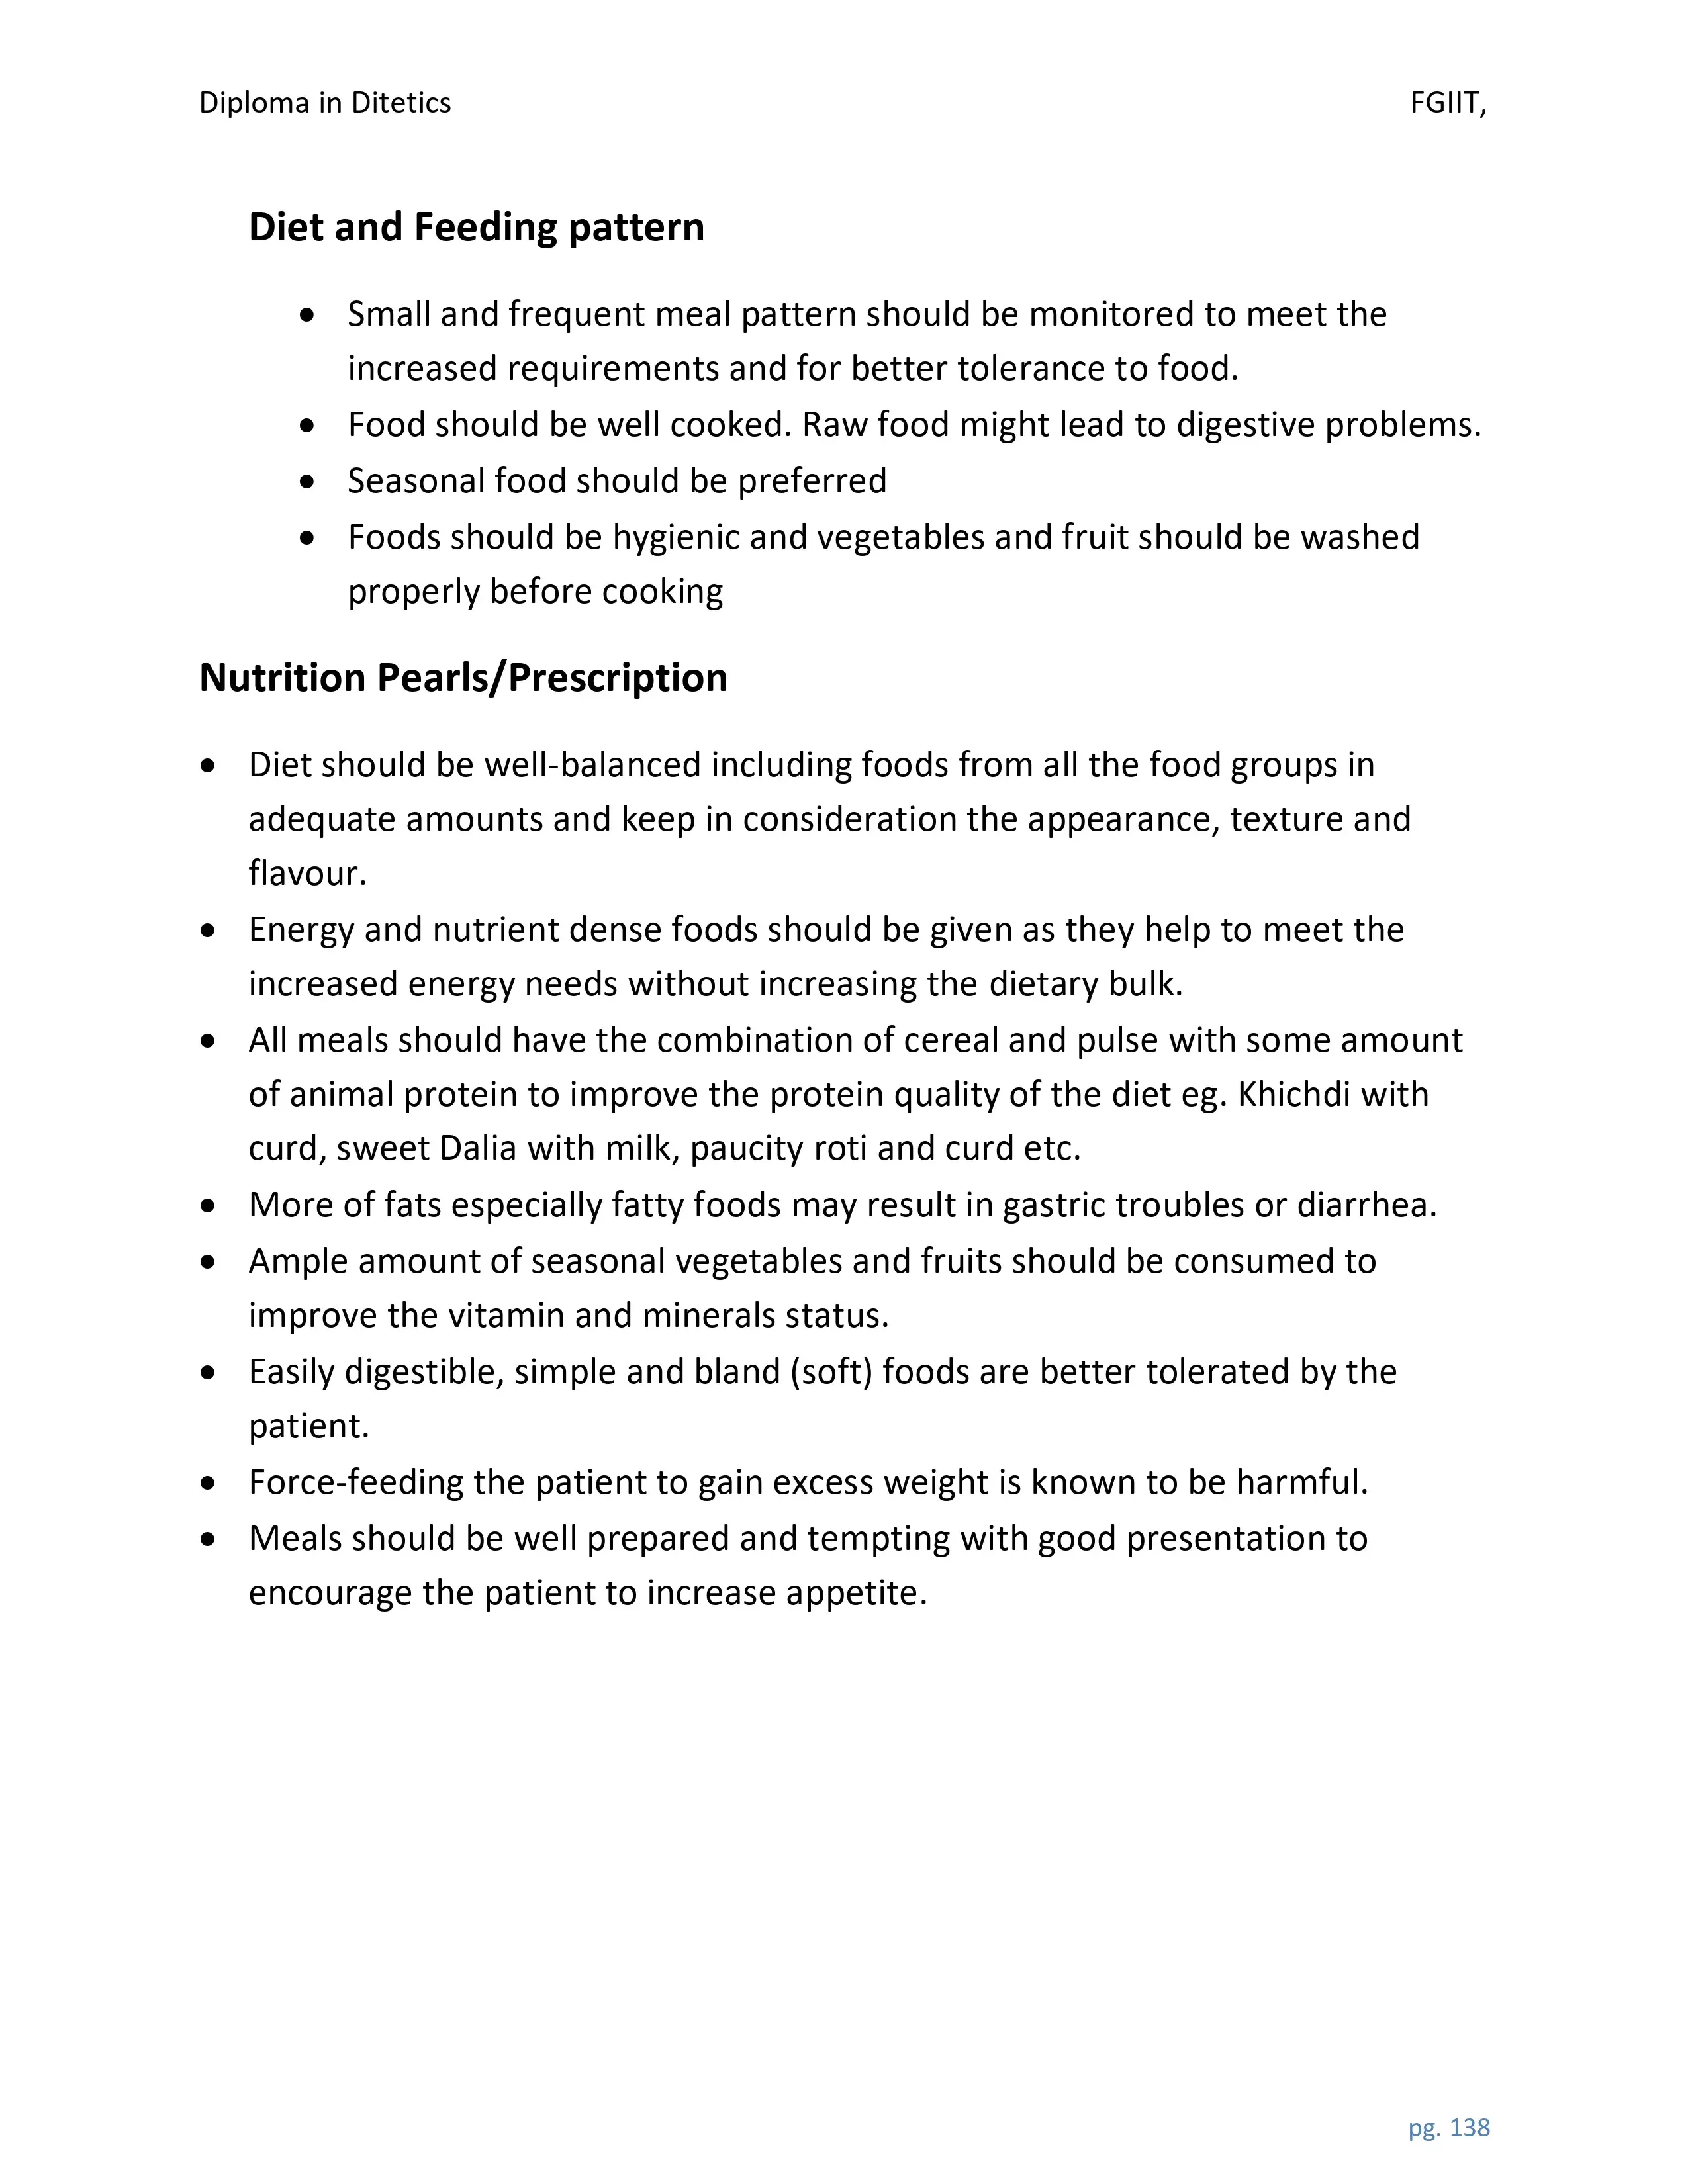 Diploma in Ditetics FGIIT,
Diet and Feeding pattern
• Small and frequent meal pattern should be monitored to meet the
increased requirements and for better tolerance to food.
• Food should be well cooked. Raw food might lead to digestive problems.
• Seasonal food should be preferred
• Foods should be hygienic and vegetables and fruit should be washed
properly before cooking
Nutrition Pearls/Prescription
• Diet should be well-balanced including foods from all the food groups in
adequate amounts and keep in consideration the appearance, texture and
flavour.
• Energy and nutrient dense foods should be given as they help to meet the
increased energy needs without increasing the dietary bulk.
• All meals should have the combination of cereal and pulse with some amount
of animal protein to improve the protein quality of the diet eg. Khichdi with
curd, sweet Dalia with milk, paucity roti and curd etc.
• More of fats especially fatty foods may result in gastric troubles or diarrhea.
• Ample amount of seasonal vegetables and fruits should be consumed to
improve the vitamin and minerals status.
• Easily digestible, simple and bland (soft) foods are better tolerated by the
patient.
• Force-feeding the patient to gain excess weight is known to be harmful.
• Meals should be well prepared and tempting with good presentation to
encourage the patient to increase appetite.
pg. 138